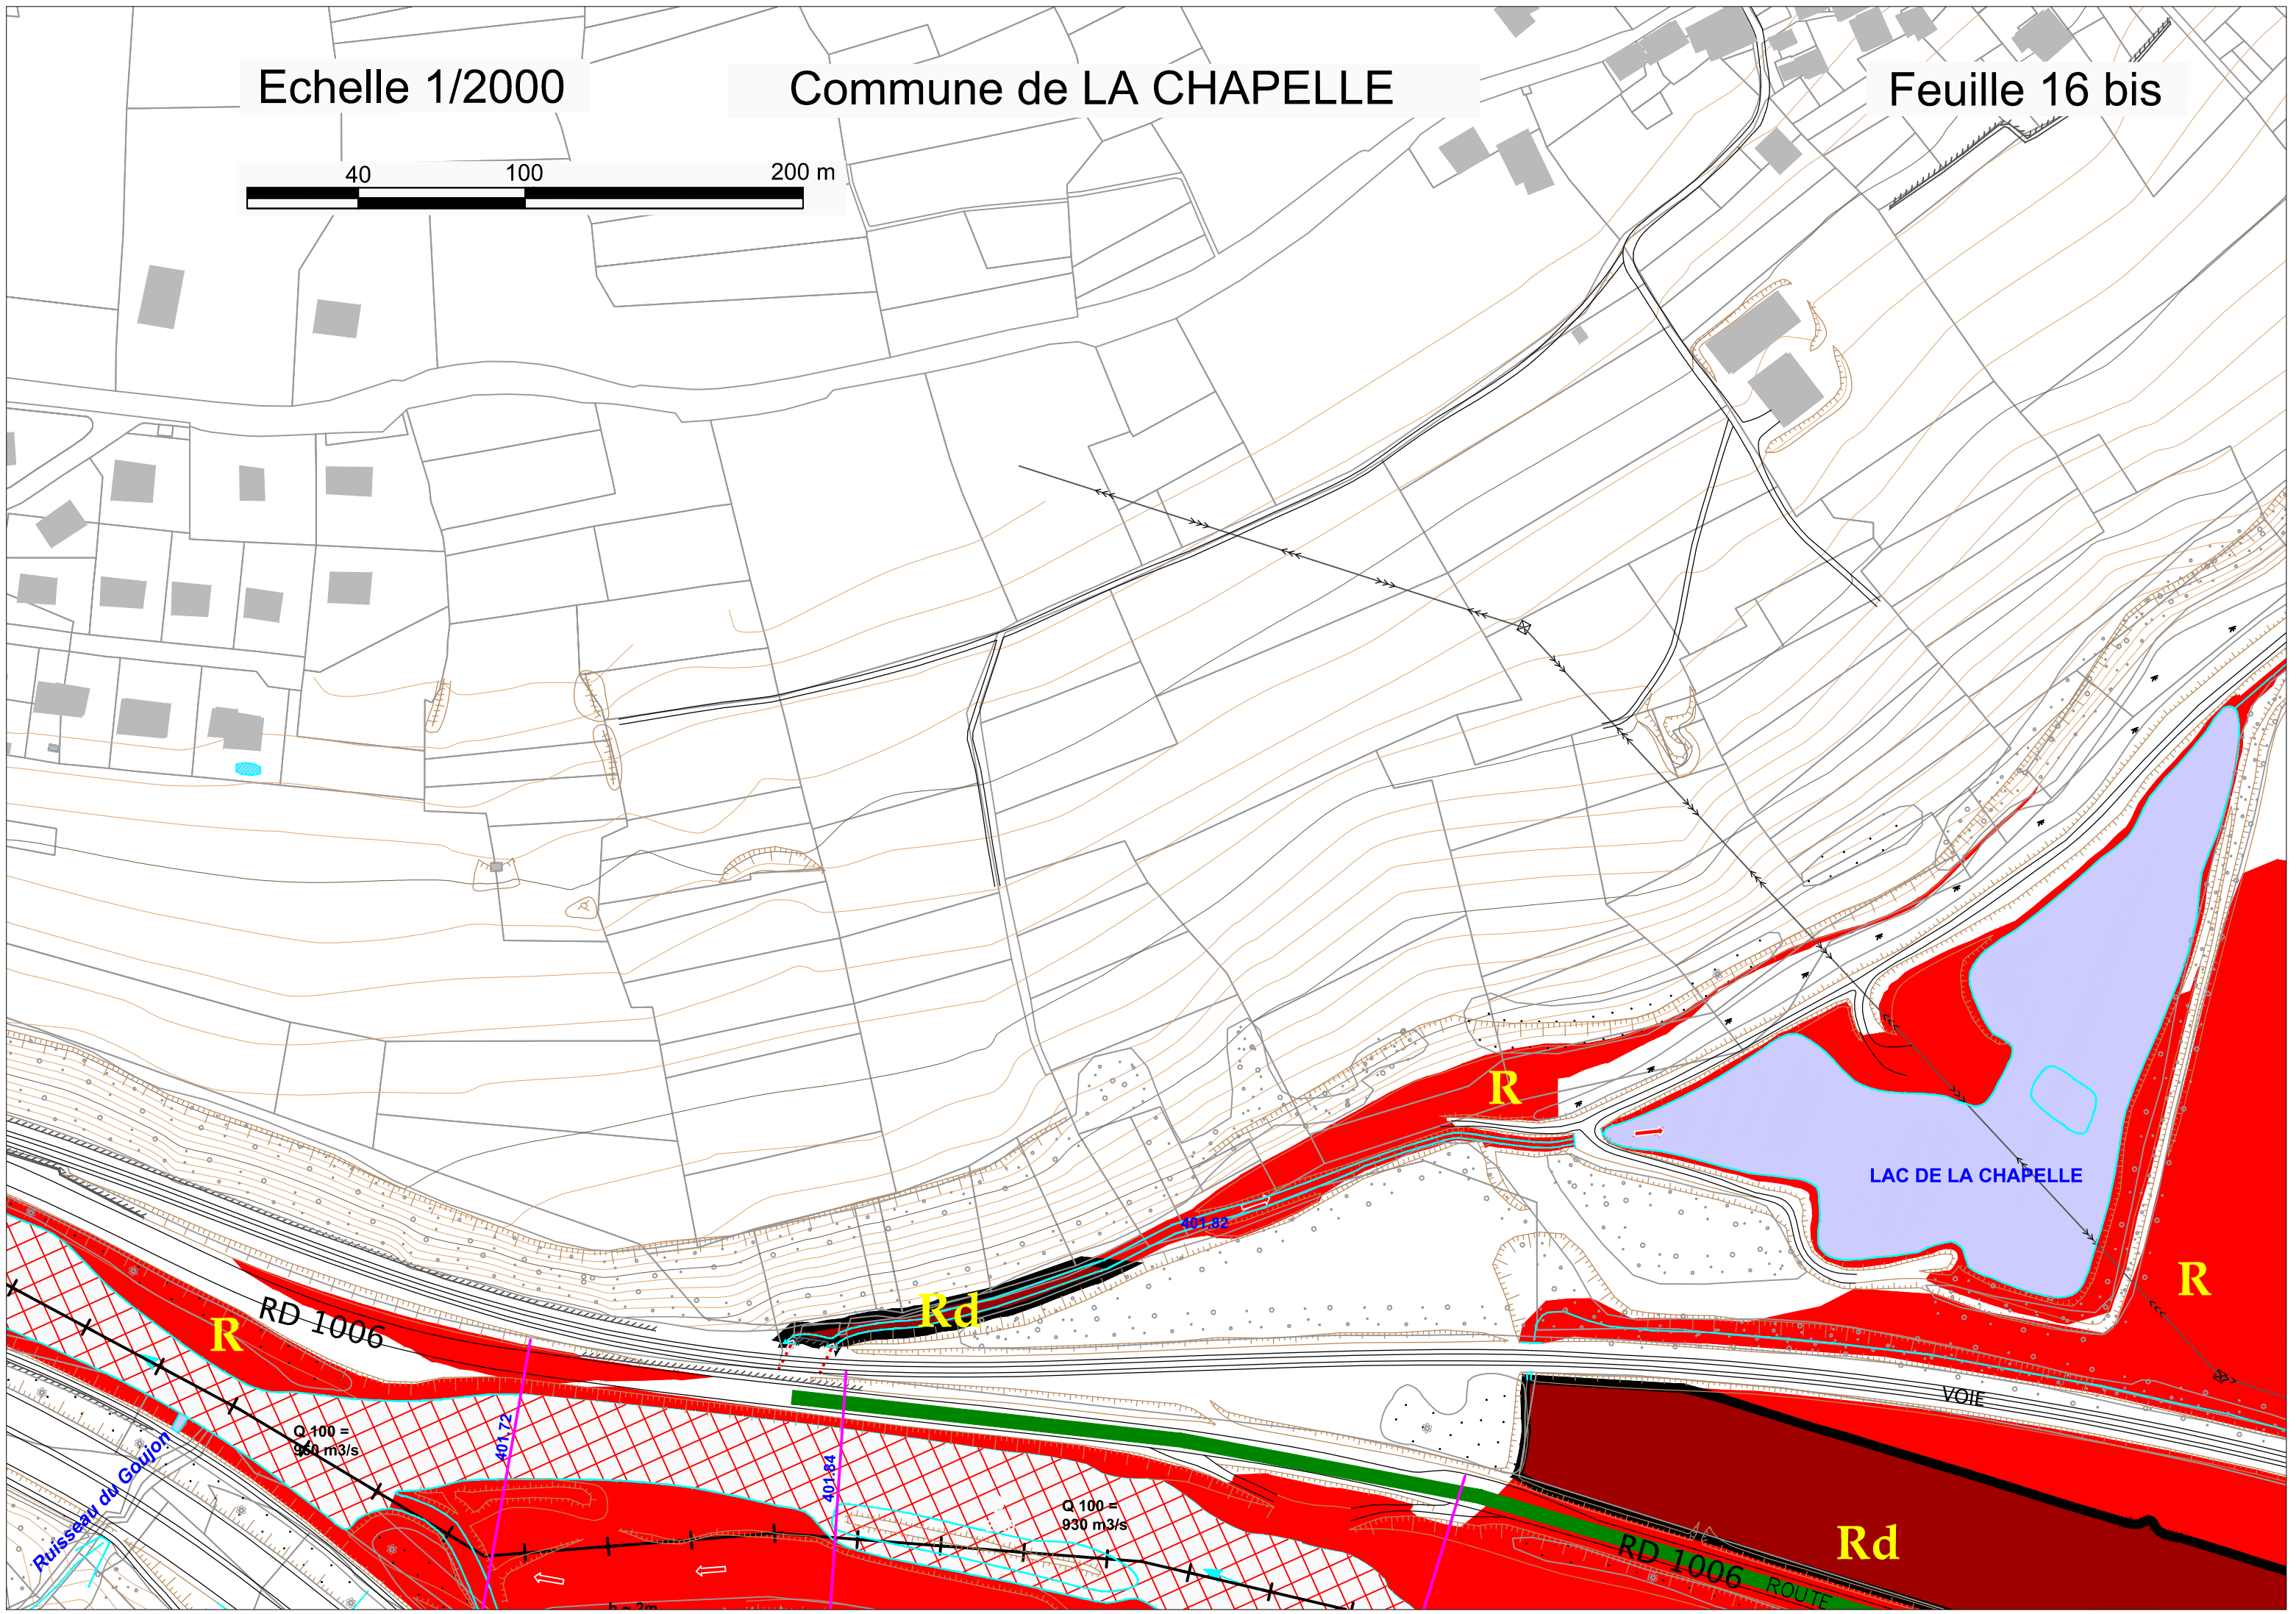 Echelle 1/2000
Commune de LA CHAPELLE
Feuille 16 bis
40 100 200 m
R
LAC DE LA CHAPELLE
401.82
R
Rd
RD 1006
R
VOIE
401.72
Q 100 =
960 m3/s
401.84
Ruisseau du Goujon
Q 100 =
930 m3/s
Rd
RD 1006
ROUTE
h ~ 2m